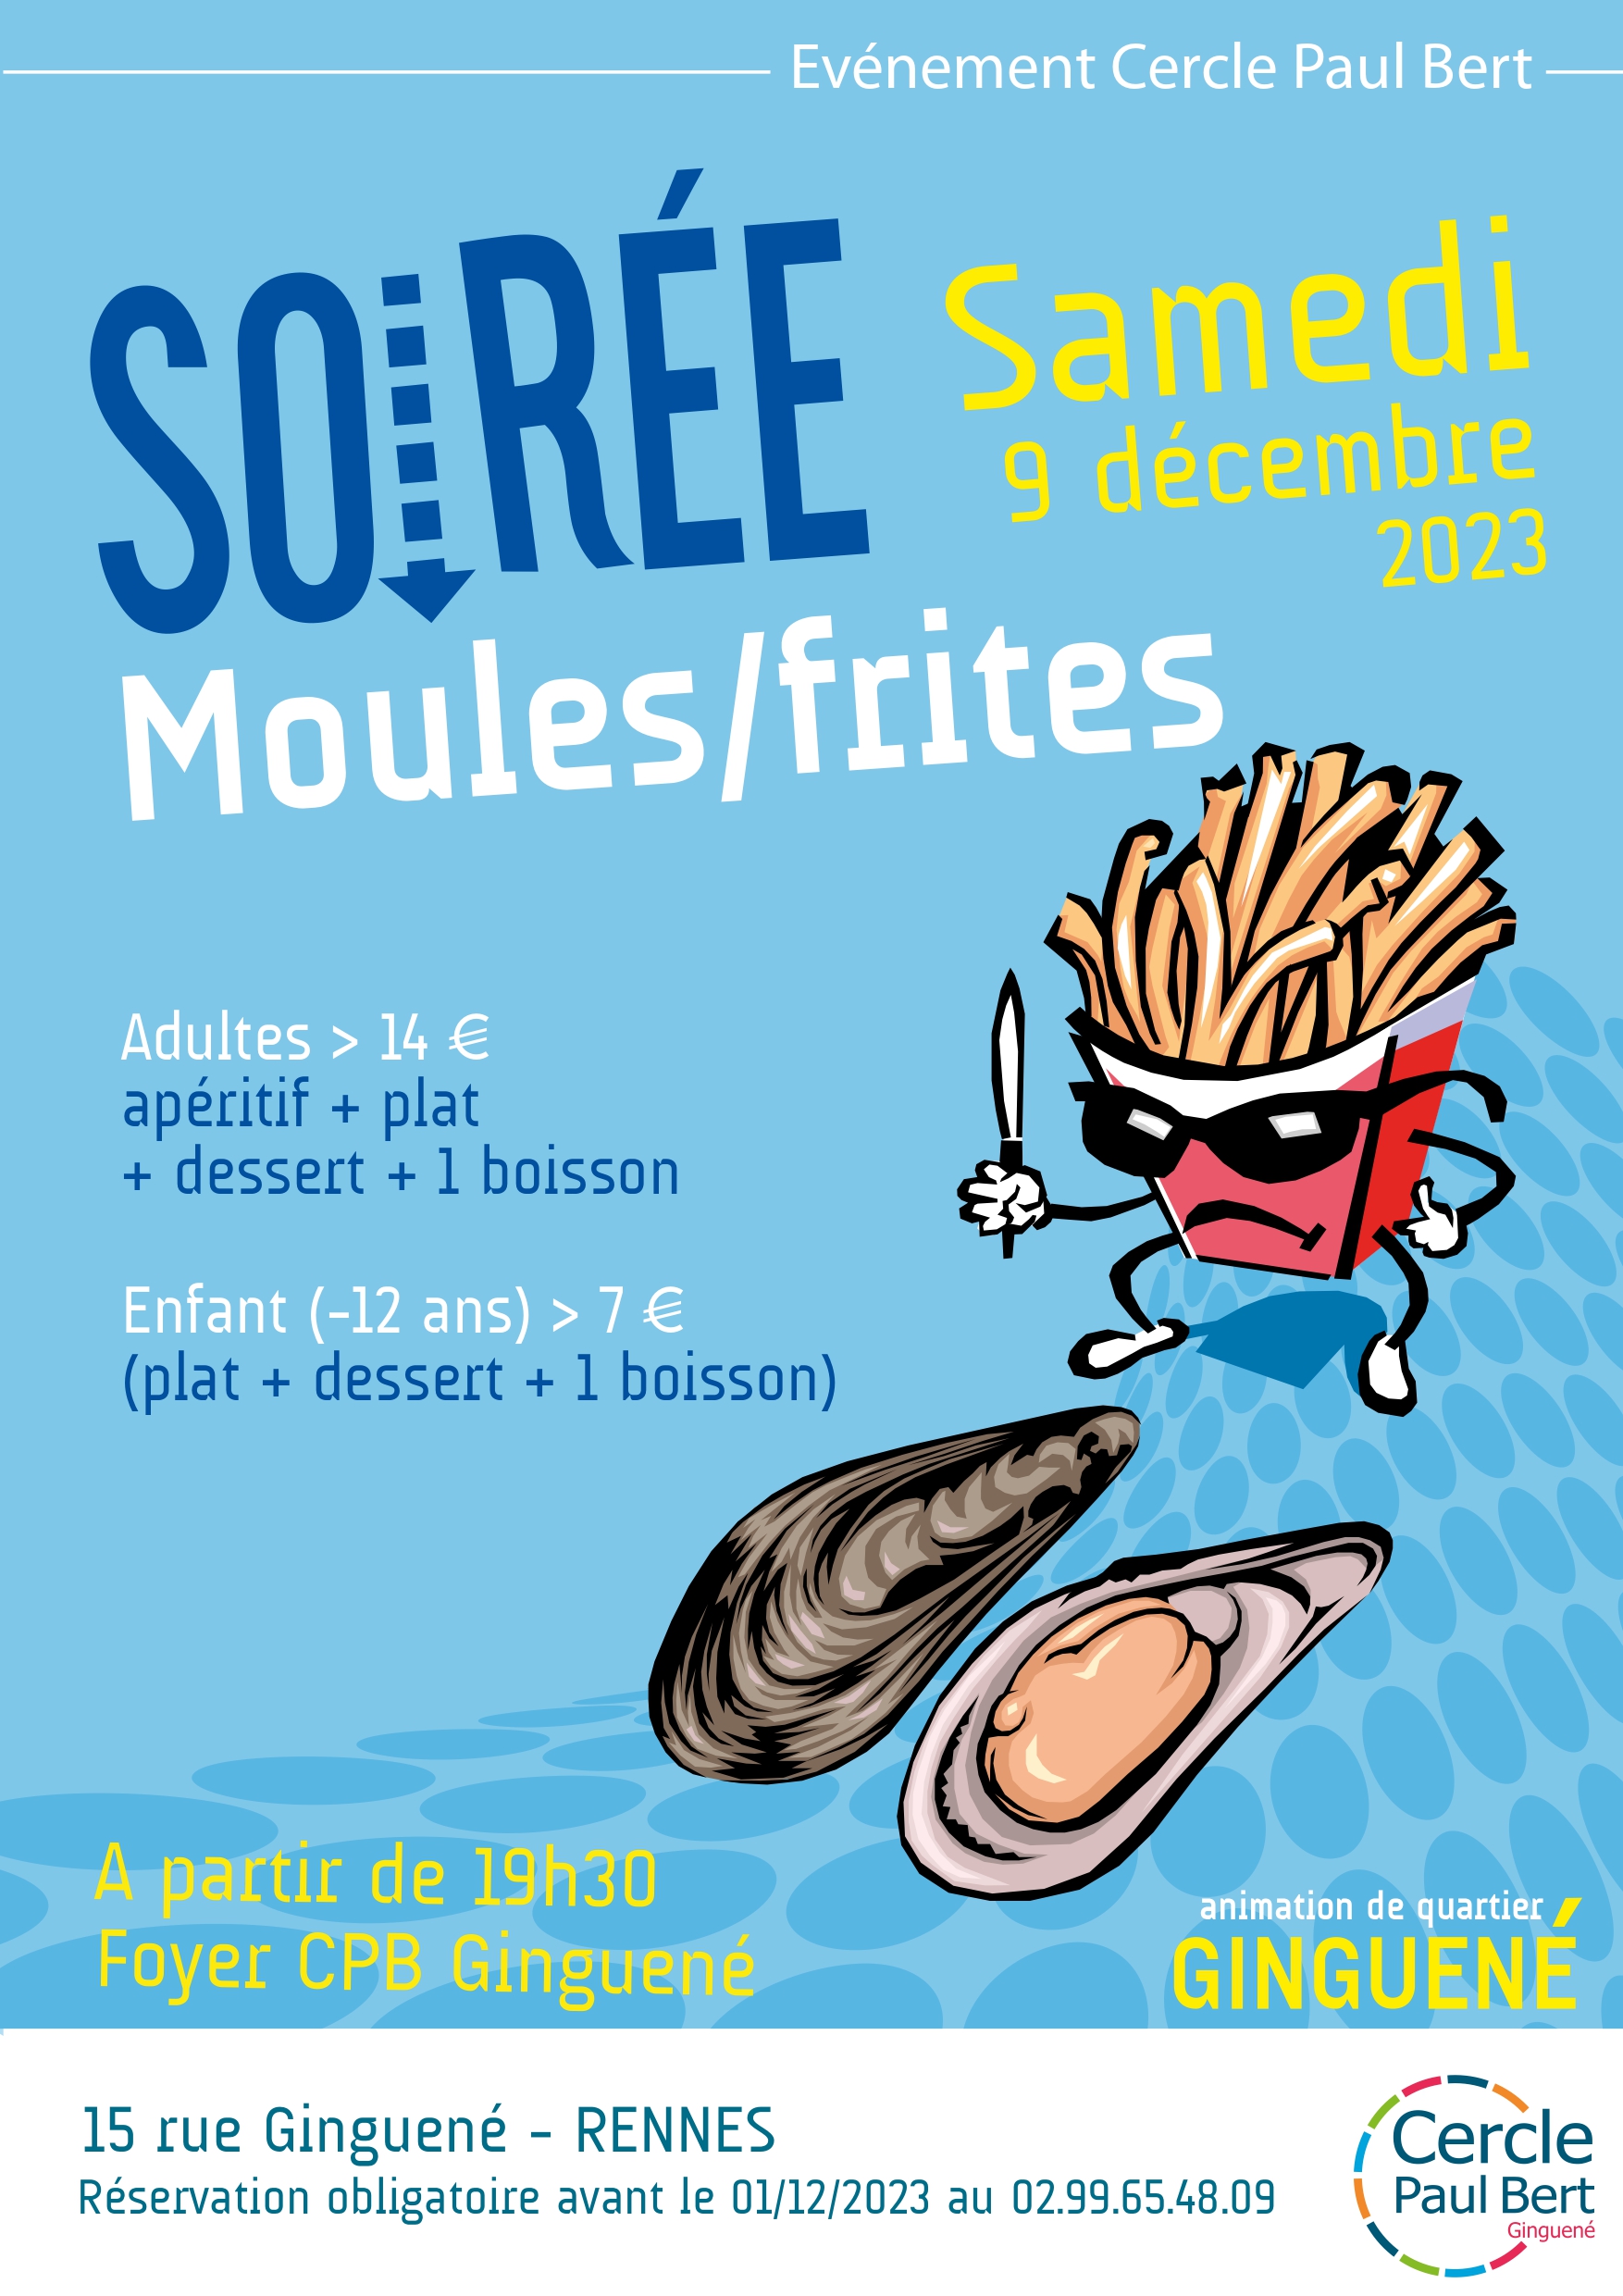 Evénement Cercle Paul Bert
SOIRÉE
Samedi
9 décembre
2023
Moules/frites
Adultes > 14 €
apéritif + plat
+ dessert + 1 boisson
Enfant (-12 ans) > 7 €
(plat + dessert + 1 boisson)
A partir de 19h30
Foyer CPB Ginguené
animation de quartier
GINGUENÉ
15 rue Ginguené - RENNES
Réservation obligatoire avant le 01/12/2023 au 02.99.65.48.09
Cercle
Paul Bert
Ginguené